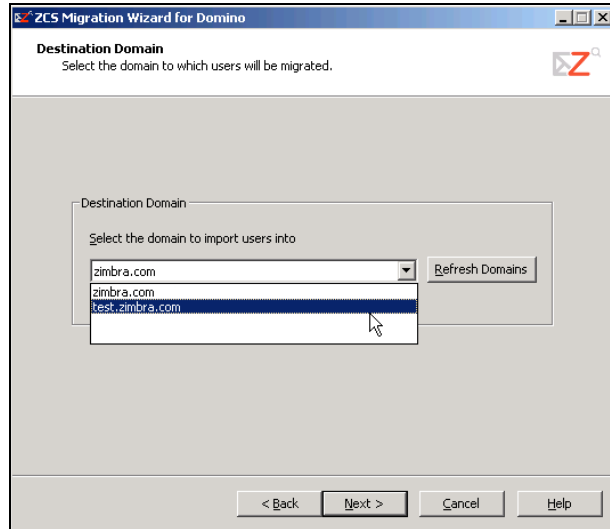 ZCS Migration Wizard for Domino
Destination Domain
Select the domain to which users will be migrated.
Destination Domain
Select the domain to import users into
zimbra.com
Refresh Domains
zimbra.com
test.zimbra.com
< Back
Next >
Cancel
Help